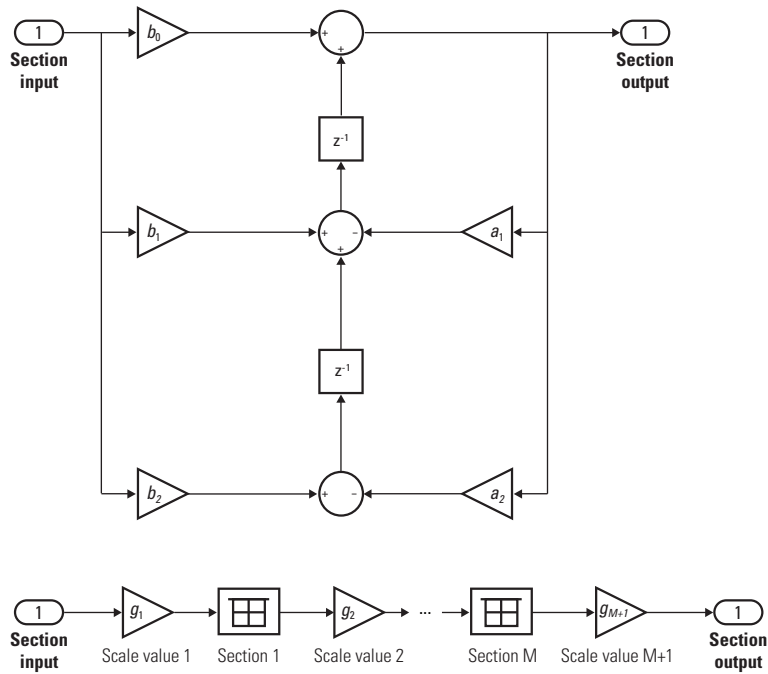 1
Section
input
b₀
+
+
1
Section
output
z⁻¹
b₁
+
−
+
a₁
z⁻¹
b₂
+
−
a₂
1
Section
input
g₁
Scale value 1
Section 1
g₂
Scale value 2
...
Section M
g_M+1
Scale value M+1
1
Section
output